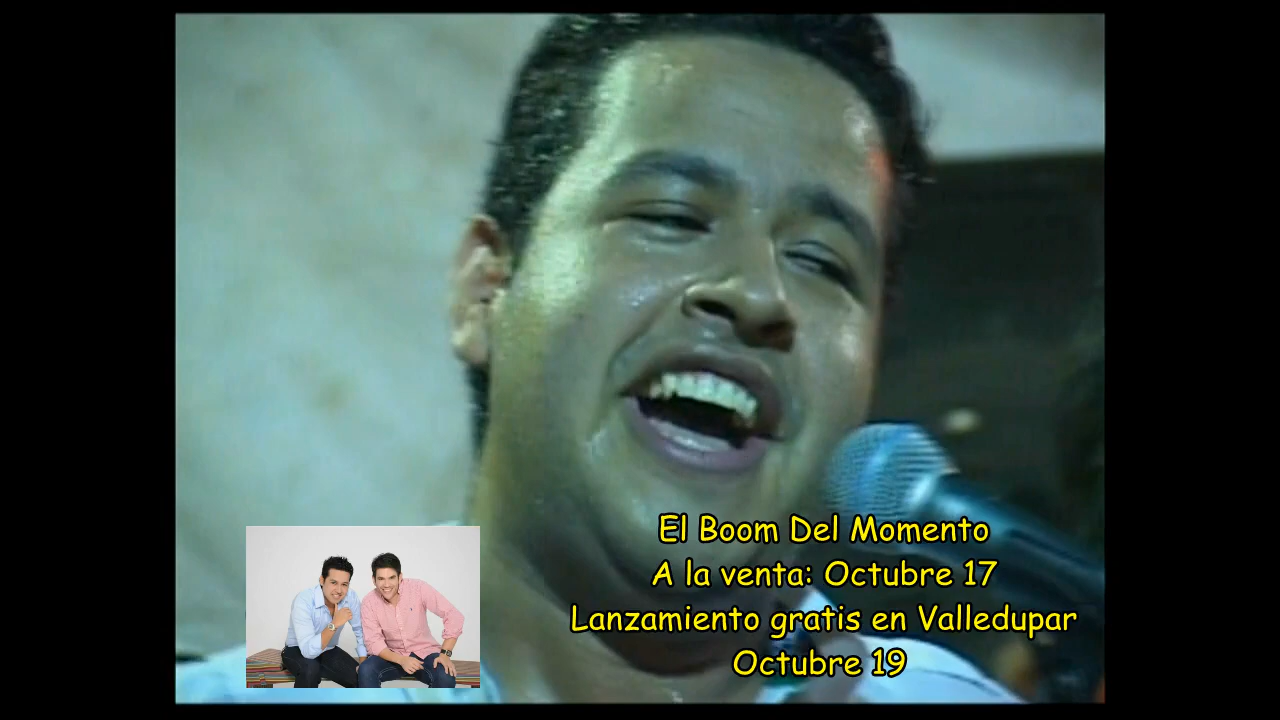 El Boom Del Momento
A la venta: Octubre 17
Lanzamiento gratis en Valledupar
Octubre 19